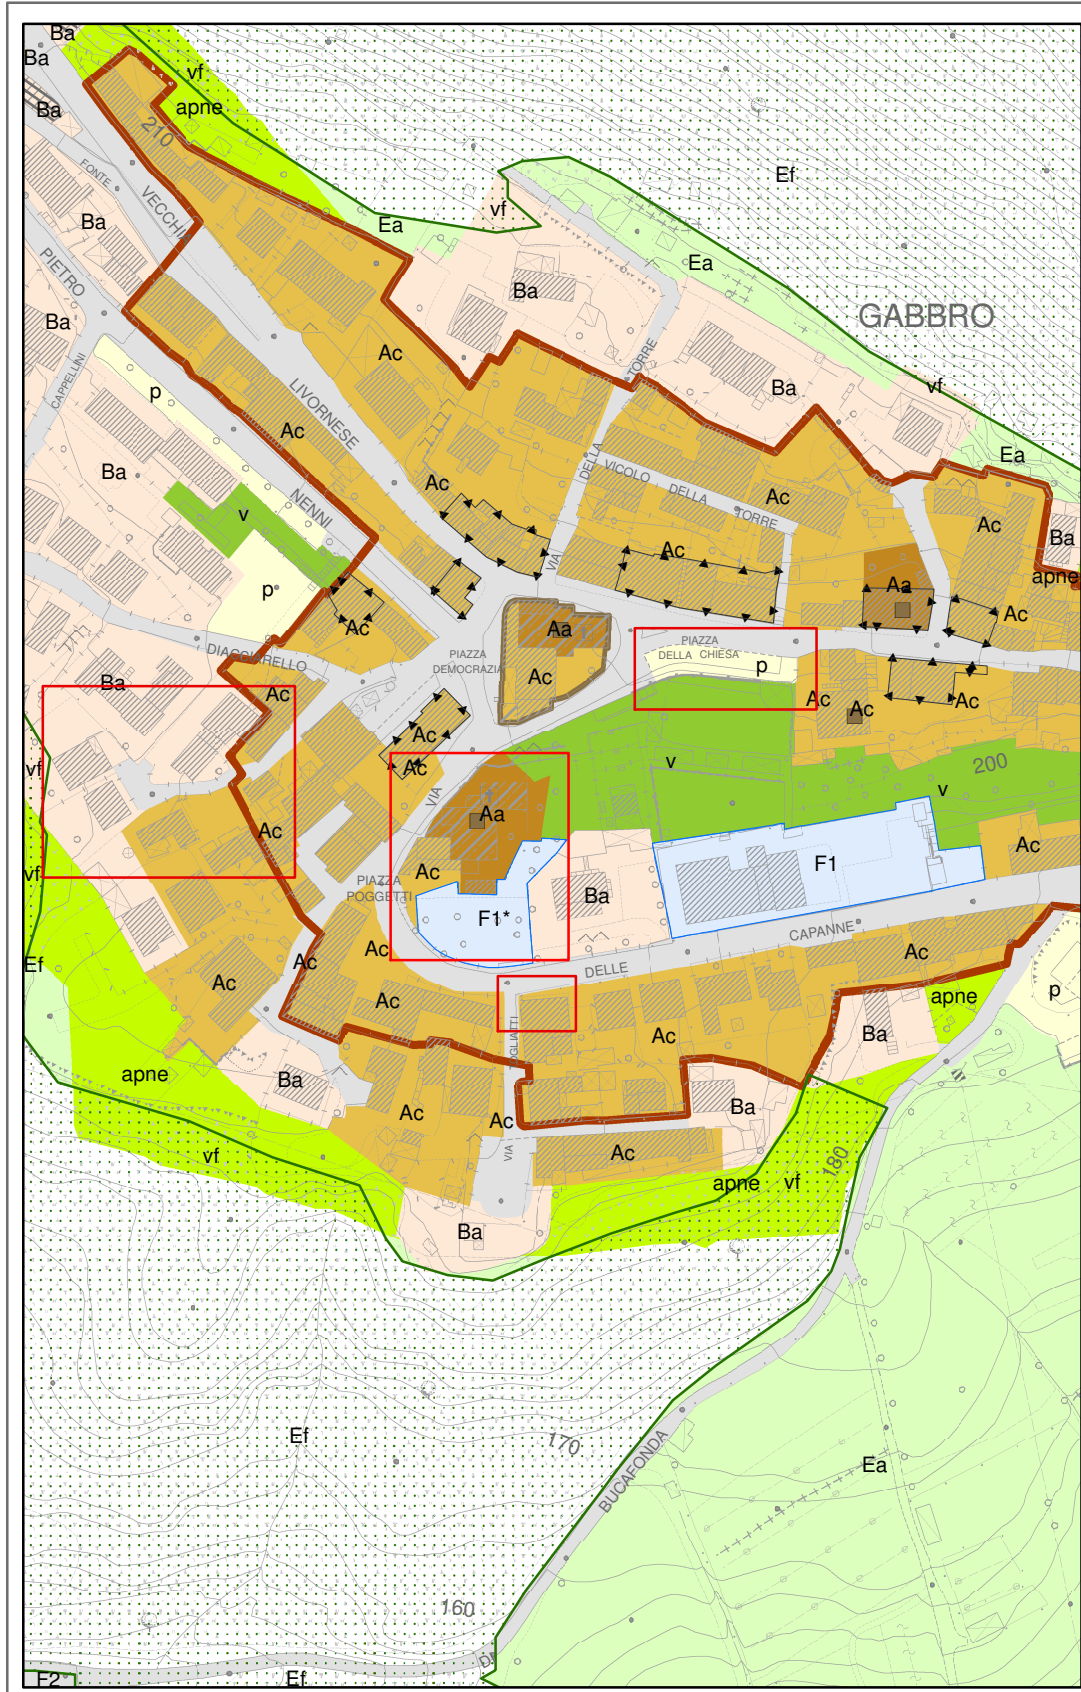 Ba
Ba
vf
Ba
apne
210
FONTE
VECCHI
Ef
vf
Ba
Ea
PIETRO
Ea
Ba
GABBRO
Ba
TORRE
Ac
CAPPELLINI
p
Ba
vf
LIVORNESE
Ac
Ea
Ba
DELLA
VICOLO
DELLA
TORRE
Ac
Ac
NENNI
v
Ac
Ba
VIA
Ac
p
apne
Aa
Ac
Aa
Ac
DIACCIARELLO
PIAZZA
DEMOCRAZIA
PIAZZA
DELLA CHIESA
p
Ba
Ac
Ac
Ac
Ac
Ac
Ac
v
200
vf
Ac
VIA
v
Aa
Ac
F1
Ac
vf
Ac
PIAZZA
POGGETTI
Ba
F1*
CAPANNE
Ac
Ac
Ef
Ac
DELLE
Ac
Ac
apne
p
TOGLIATTI
Ac
Ba
apne
Ba
Ac
Ba
Ac
vf
VIA
Ac
180
apne
vf
Ba
Ef
170
Ea
BUCAFONDA
160
DI
F2
Ef